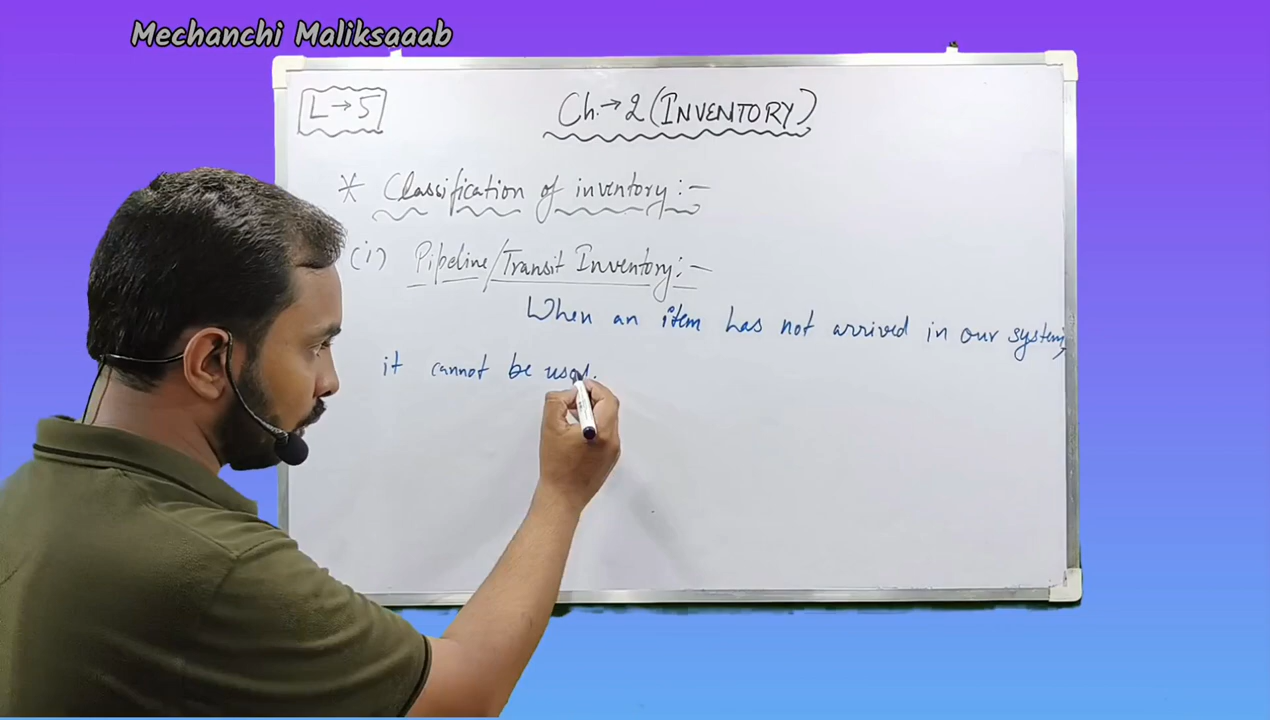 Mechanchi Maliksaaab
L → 5
Ch. → 2 (INVENTORY)
* Classification of inventory :-
(i) Pipeline/Transit Inventory :-
When an item has not arrived in our system,
it cannot be